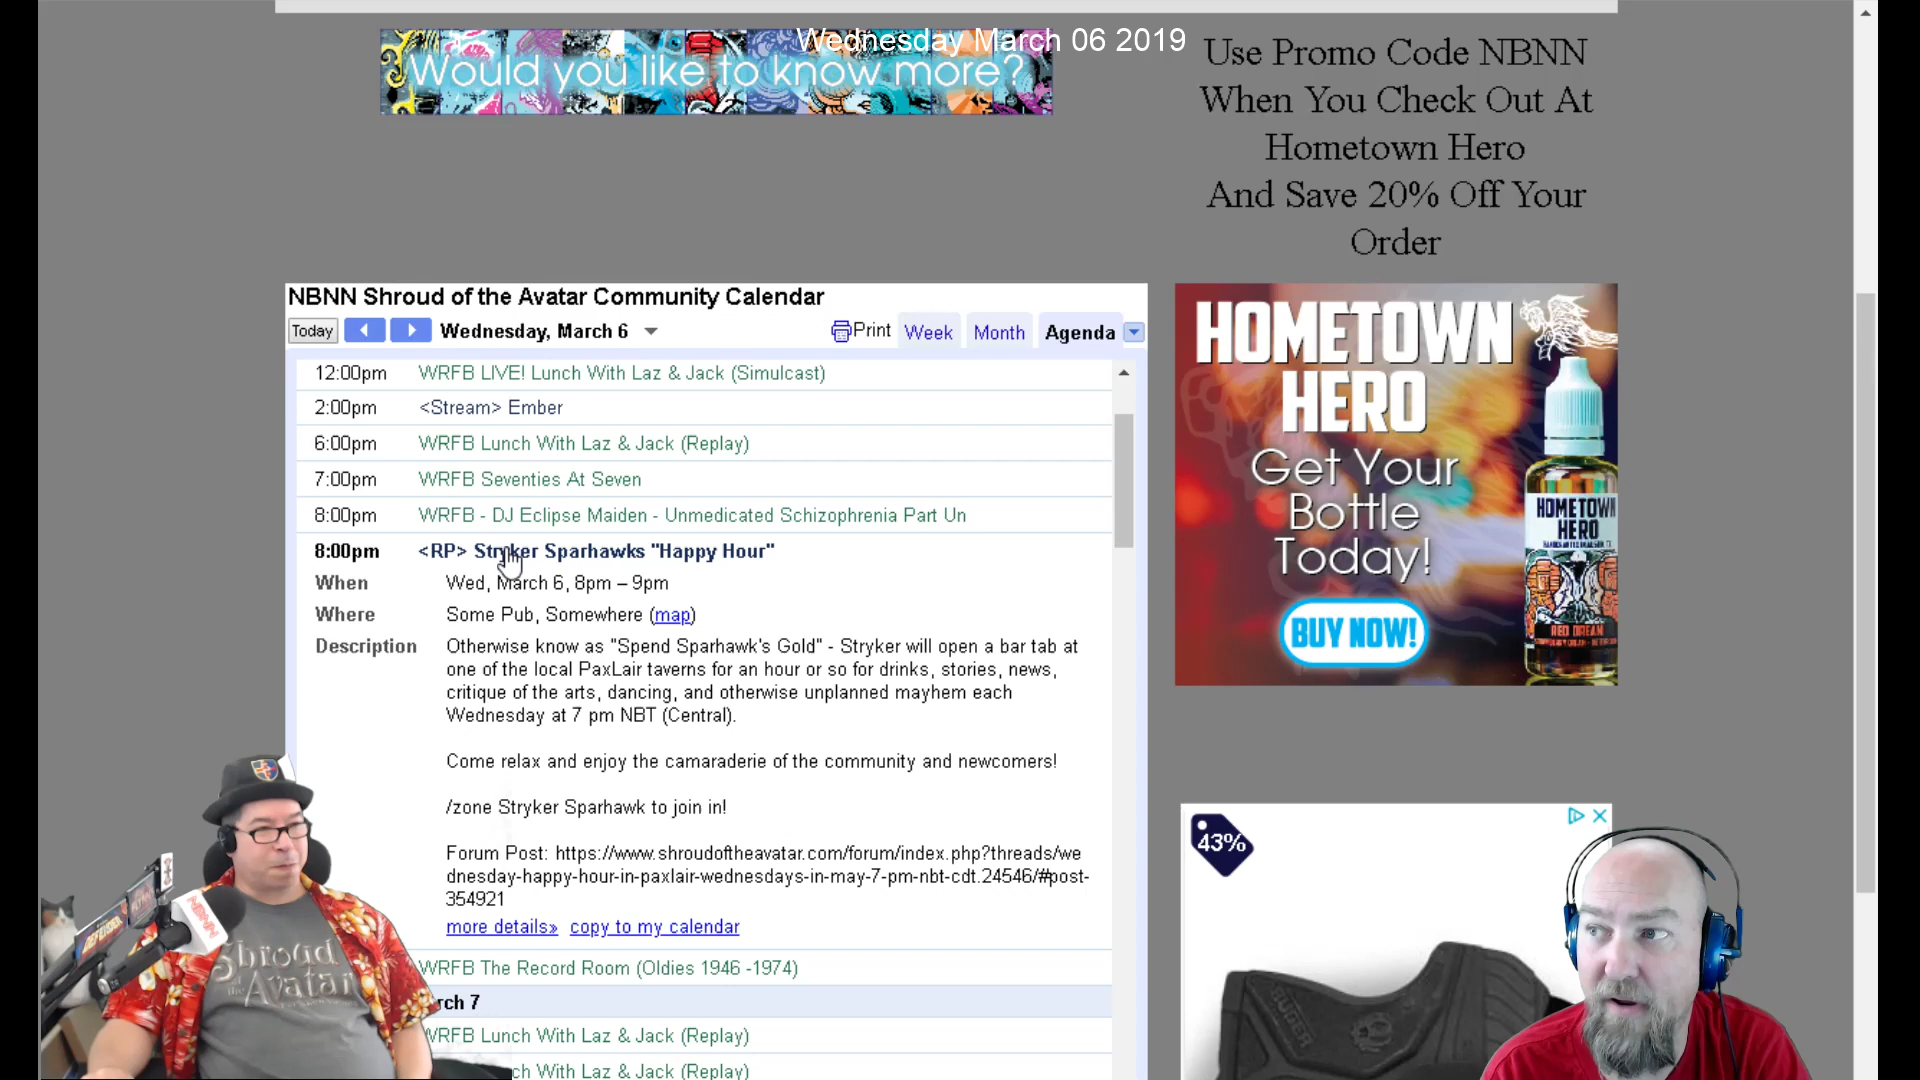 Wednesday March 06 2019
Would you like to know more?
Use Promo Code NBNN
When You Check Out At
Hometown Hero
And Save 20% Off Your
Order
NBNN Shroud of the Avatar Community Calendar
Today
Wednesday, March 6
Print
Week
Month
Agenda
12:00pm WRFB LIVE! Lunch With Laz & Jack (Simulcast)
2:00pm <Stream> Ember
6:00pm WRFB Lunch With Laz & Jack (Replay)
7:00pm WRFB Seventies At Seven
8:00pm WRFB - DJ Eclipse Maiden - Unmedicated Schizophrenia Part Un
8:00pm <RP> Stryker Sparhawks "Happy Hour"
When Wed, March 6, 8pm – 9pm
Where Some Pub, Somewhere (map)
Description Otherwise know as "Spend Sparhawk's Gold" - Stryker will open a bar tab at
one of the local PaxLair taverns for an hour or so for drinks, stories, news,
critique of the arts, dancing, and otherwise unplanned mayhem each
Wednesday at 7 pm NBT (Central).
Come relax and enjoy the camaraderie of the community and newcomers!
/zone Stryker Sparhawk to join in!
Forum Post: https://www.shroudoftheavatar.com/forum/index.php?threads/we
dnesday-happy-hour-in-paxlair-wednesdays-in-may-7-pm-nbt-cdt.24546/#post-
354921
more details» copy to my calendar
WRFB The Record Room (Oldies 1946 -1974)
rch 7
WRFB Lunch With Laz & Jack (Replay)
ch With Laz & Jack (Replay)
HOMETOWN
HERO
Get Your
Bottle
Today!
BUY NOW!
HOMETOWN
HERO
RED DREAM
43%
Shroud
of the
Avatar
NBNN
DEFENDER